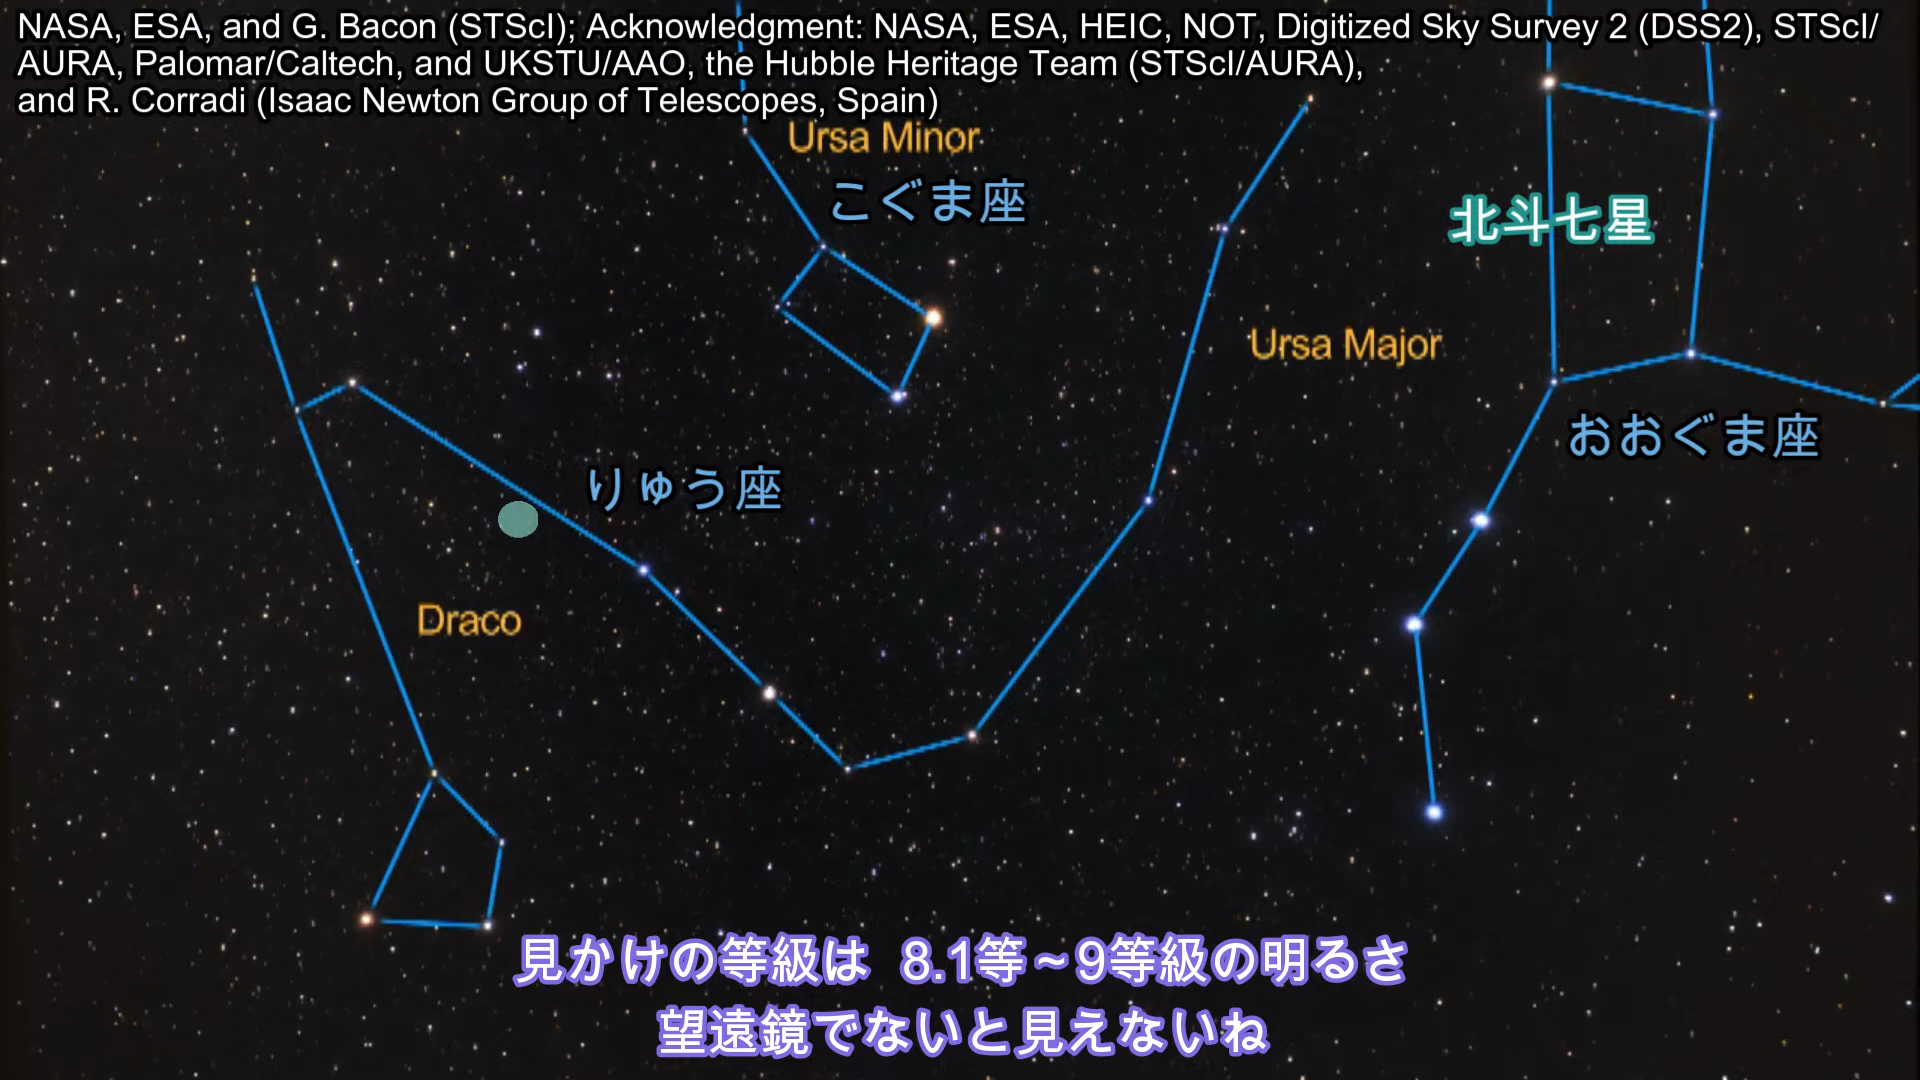 NASA, ESA, and G. Bacon (STScI); Acknowledgment: NASA, ESA, HEIC, NOT, Digitized Sky Survey 2 (DSS2), STScI/
AURA, Palomar/Caltech, and UKSTU/AAO, the Hubble Heritage Team (STScI/AURA),
and R. Corradi (Isaac Newton Group of Telescopes, Spain)
Ursa Minor
こぐま座
北斗七星
Ursa Major
おおぐま座
りゅう座
Draco
見かけの等級は 8.1等～9等級の明るさ
望遠鏡でないと見えないね